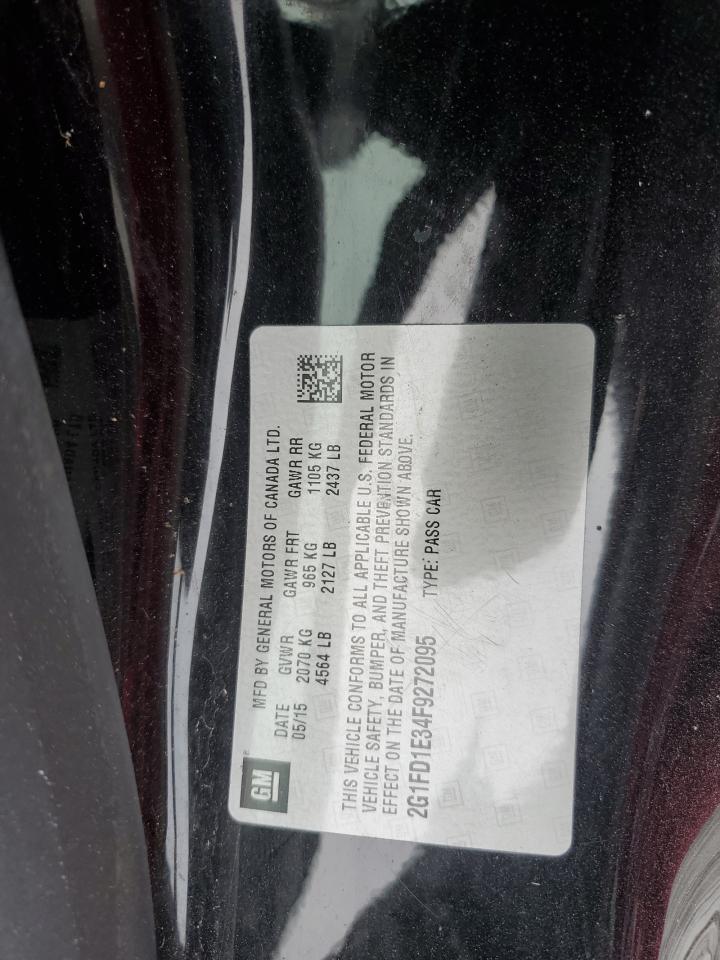 GM
MFD BY GENERAL MOTORS OF CANADA LTD.
DATE GVWR GAWR FRT GAWR RR
05/15 2070 KG 965 KG 1105 KG
4564 LB 2127 LB 2437 LB
THIS VEHICLE CONFORMS TO ALL APPLICABLE U.S. FEDERAL MOTOR
VEHICLE SAFETY, BUMPER, AND THEFT PREVENTION STANDARDS IN
EFFECT ON THE DATE OF MANUFACTURE SHOWN ABOVE.
2G1FD1E34F9272095 TYPE: PASS CAR